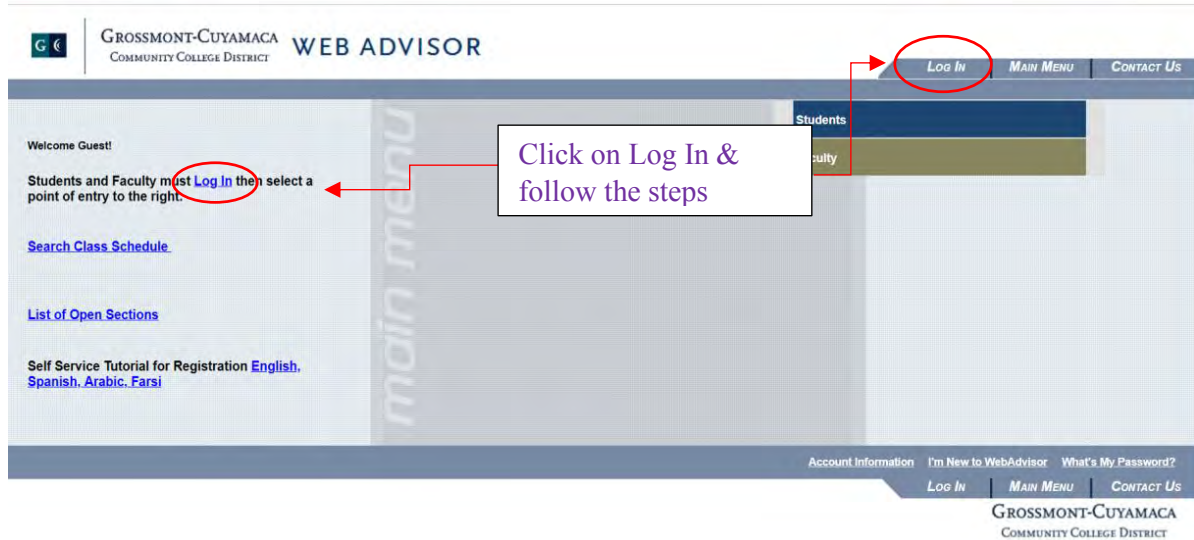 G C
GROSSMONT-CUYAMACA
COMMUNITY COLLEGE DISTRICT
WEB ADVISOR
LOG IN MAIN MENU CONTACT US
Students
Welcome Guest!
Click on Log In &
follow the steps
Students and Faculty must Log In then select a
point of entry to the right.
main menu
Search Class Schedule
List of Open Sections
Self Service Tutorial for Registration English,
Spanish, Arabic, Farsi
Account Information I'm New to WebAdvisor What's My Password?
LOG IN MAIN MENU CONTACT US
GROSSMONT-CUYAMACA
COMMUNITY COLLEGE DISTRICT